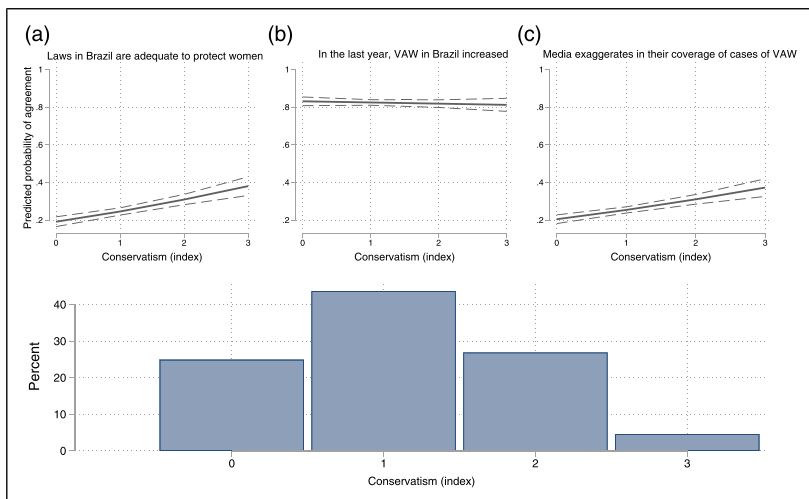 (a)
Laws in Brazil are adequate to protect women
Predicted probability of agreement
1
.8
.6
.4
.2
0 1 2 3
Conservatism (index)
(b)
In the last year, VAW in Brazil increased
1
.8
.6
.4
.2
0 1 2 3
Conservatism (index)
(c)
Media exaggerates in their coverage of cases of VAW
1
.8
.6
.4
.2
0 1 2 3
Conservatism (index)
Percent
40
30
20
10
0
0 1 2 3
Conservatism (index)